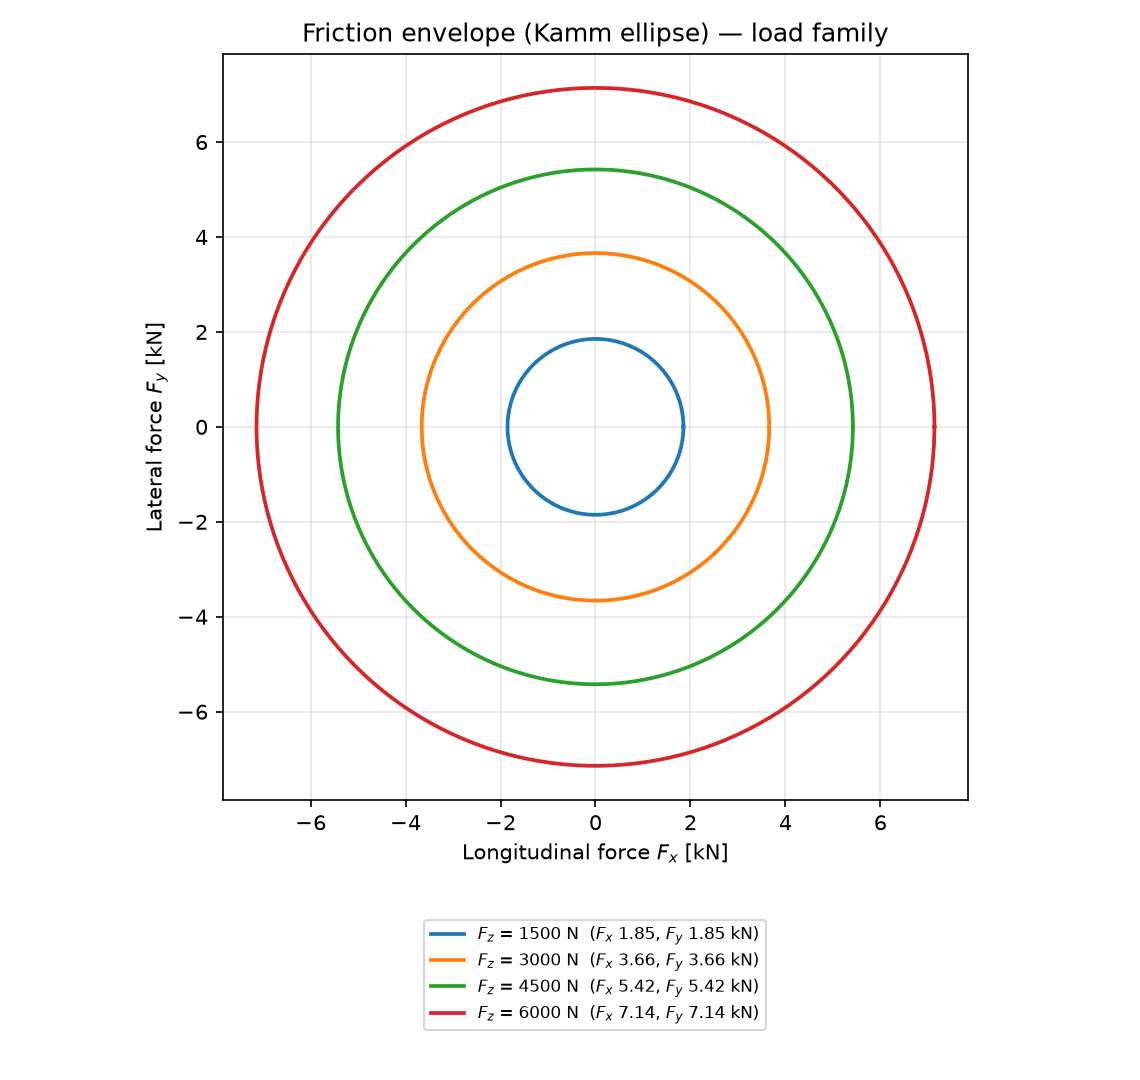 Friction envelope (Kamm ellipse) — load family
Lateral force F_y [kN]
6
4
2
0
−2
−4
−6
−6 −4 −2 0 2 4 6
Longitudinal force F_x [kN]
F_z = 1500 N (F_x 1.85, F_y 1.85 kN)
F_z = 3000 N (F_x 3.66, F_y 3.66 kN)
F_z = 4500 N (F_x 5.42, F_y 5.42 kN)
F_z = 6000 N (F_x 7.14, F_y 7.14 kN)